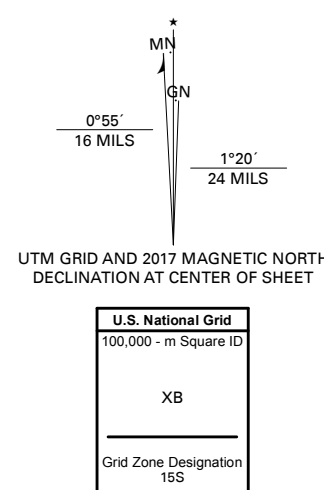 ★
MN
GN
0°55´
16 MILS
1°20´
24 MILS
UTM GRID AND 2017 MAGNETIC NORTH
DECLINATION AT CENTER OF SHEET
U.S. National Grid
100,000 - m Square ID
XB
Grid Zone Designation
15S